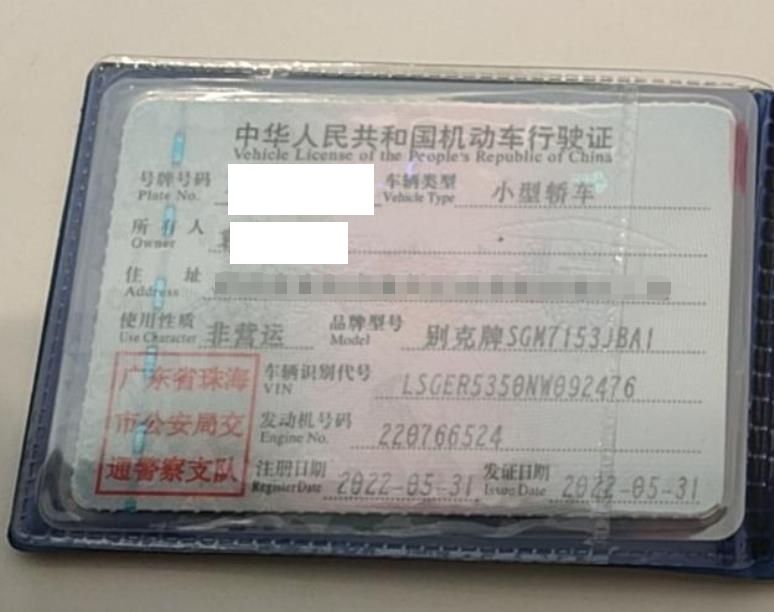 中华人民共和国机动车行驶证
Vehicle License of the People's Republic of China
号牌号码 车辆类型 小型轿车
Plate No. Vehicle Type
所有人
Owner
住址
Address
使用性质 非营运 品牌型号 别克牌SGM7153JBA1
Use Character Model
广东省珠海
市公安局交
通警察支队
车辆识别代号 LSGER5350NW092476
VIN
发动机号码 220766524
Engine No.
注册日期 2022-05-31 发证日期 2022-05-31
Register Date Issue Date